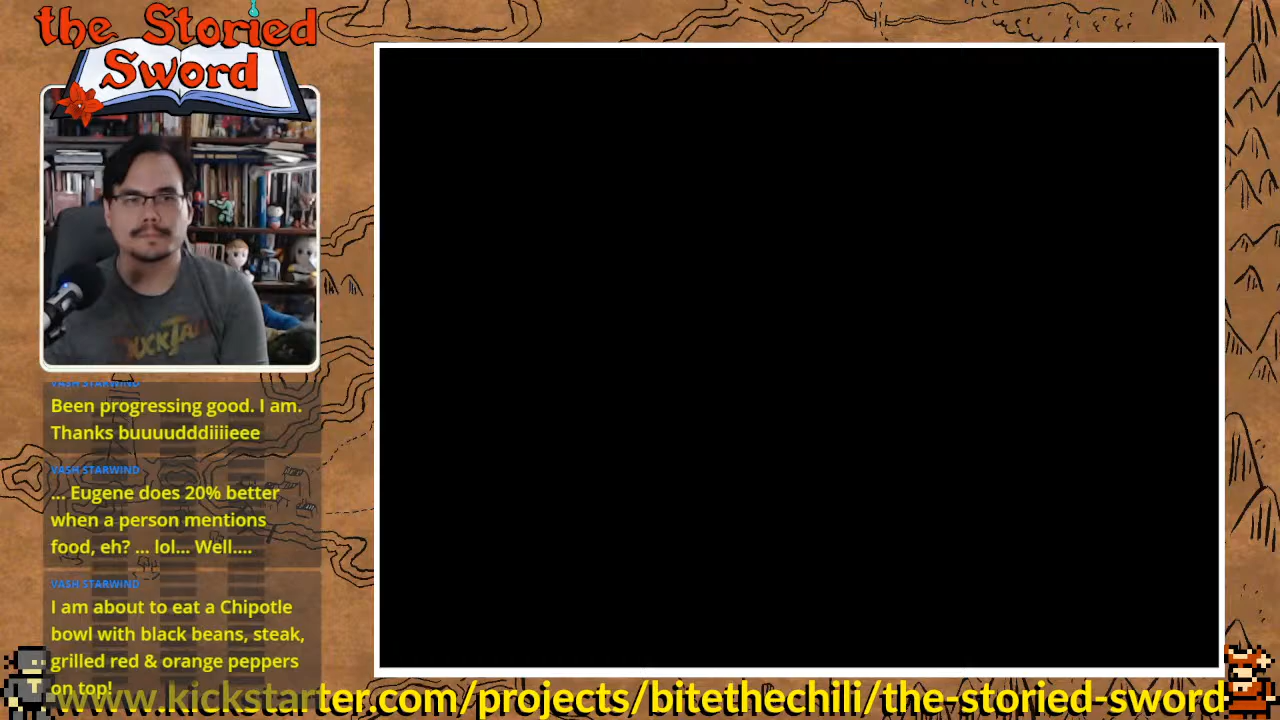 the Storied
Sword
VASH STARWIND
Been progressing good. I am.
Thanks buuuudddiiiieee
VASH STARWIND
... Eugene does 20% better
when a person mentions
food, eh? ... lol... Well....
VASH STARWIND
I am about to eat a Chipotle
bowl with black beans, steak,
grilled red & orange peppers
on top!
www.kickstarter.com/projects/bitethechili/the-storied-sword